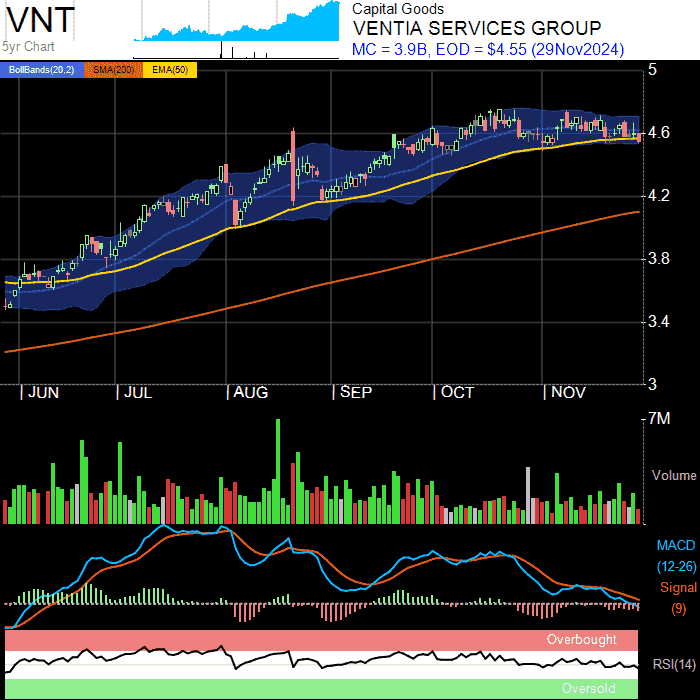 VNT
5yr Chart
Capital Goods
VENTIA SERVICES GROUP
MC = 3.9B, EOD = $4.55 (29Nov2024)
BollBands(20,2) SMA(200) EMA(50)
5
4.6
4.2
3.8
3.4
3
JUN JUL AUG SEP OCT NOV
7M
Volume
MACD
(12-26)
Signal
(9)
Overbought
RSI(14)
Oversold